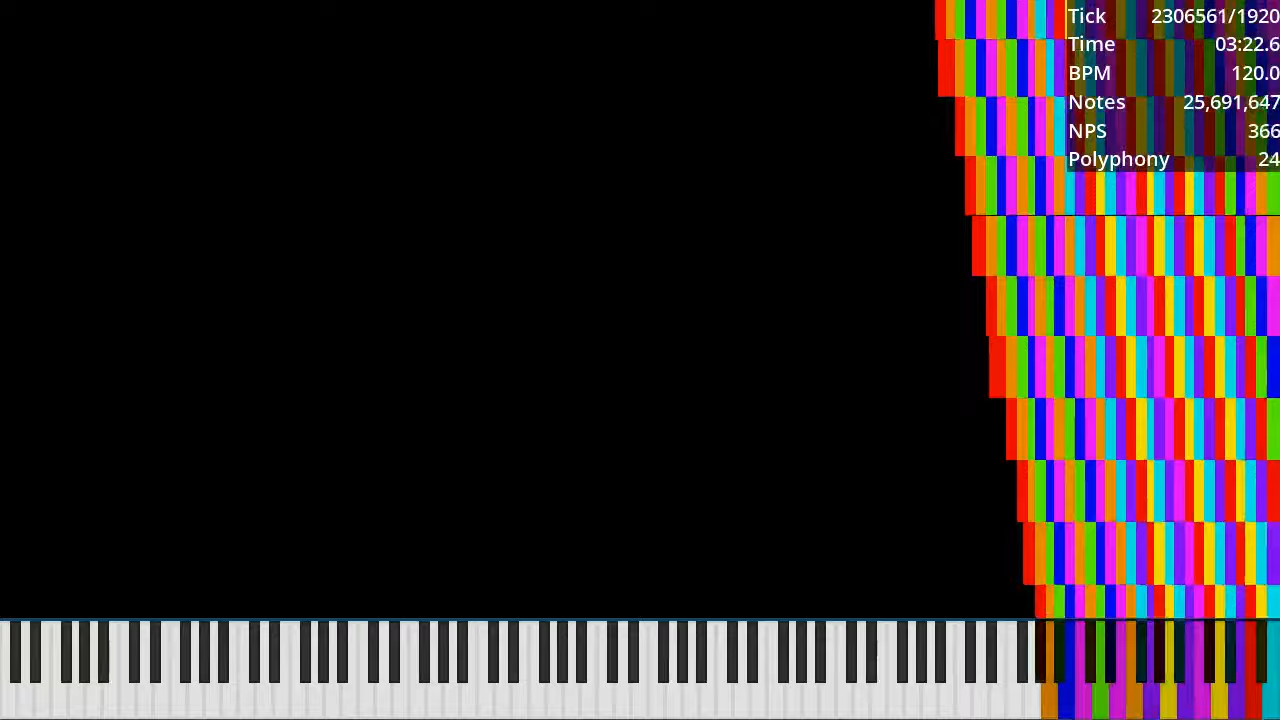 Tick 2306561/1920
Time 03:22.6
BPM 120.0
Notes 25,691,647
NPS 366
Polyphony 24